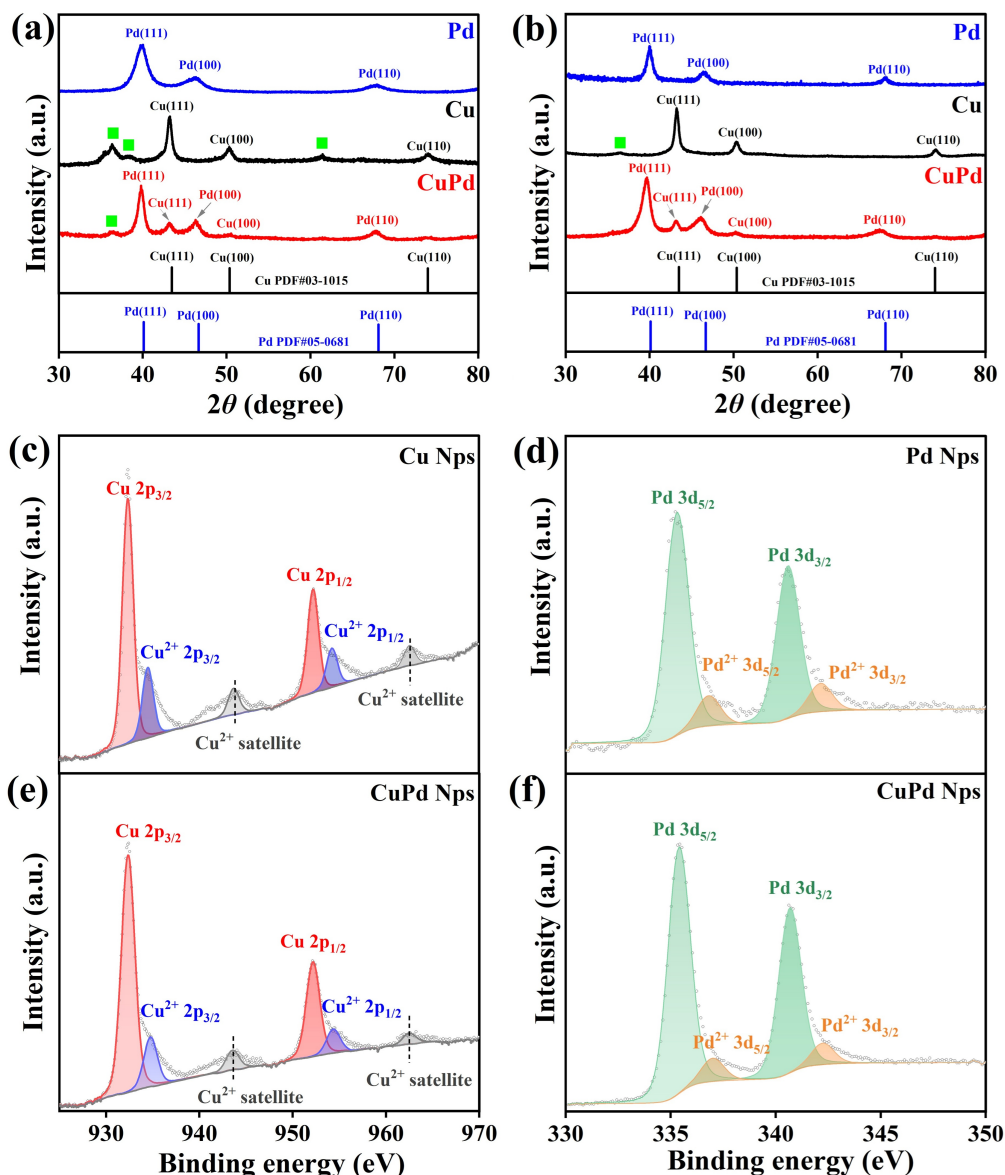 (a)
Pd(111)
Pd
Pd(100)
Pd(110)
Cu(111)
Cu
Cu(100)
Cu(110)
Pd(111)
CuPd
Cu(111)
Pd(100)
Cu(100)
Pd(110)
Cu(111)
Cu(100)
Cu(110)
Cu PDF#03-1015
Pd(111)
Pd(100)
Pd(110)
Pd PDF#05-0681
30 40 50 60 70 80
2θ (degree)
Intensity (a.u.)
(b)
Pd(111)
Pd
Pd(100)
Pd(110)
Cu(111)
Cu
Cu(100)
Cu(110)
Pd(111)
CuPd
Cu(111)
Pd(100)
Cu(100)
Pd(110)
Cu(111)
Cu(100)
Cu(110)
Cu PDF#03-1015
Pd(111)
Pd(100)
Pd(110)
Pd PDF#05-0681
30 40 50 60 70 80
2θ (degree)
Intensity (a.u.)
(c)
Cu Nps
Cu 2p3/2
Cu 2p1/2
Cu2+ 2p3/2
Cu2+ 2p1/2
Cu2+ satellite
Cu2+ satellite
Intensity (a.u.)
(d)
Pd Nps
Pd 3d5/2
Pd 3d3/2
Pd2+ 3d5/2
Pd2+ 3d3/2
Intensity (a.u.)
(e)
CuPd Nps
Cu 2p3/2
Cu 2p1/2
Cu2+ 2p3/2
Cu2+ 2p1/2
Cu2+ satellite
Cu2+ satellite
930 940 950 960 970
Binding energy (eV)
Intensity (a.u.)
(f)
CuPd Nps
Pd 3d5/2
Pd 3d3/2
Pd2+ 3d5/2
Pd2+ 3d3/2
330 335 340 345 350
Binding energy (eV)
Intensity (a.u.)